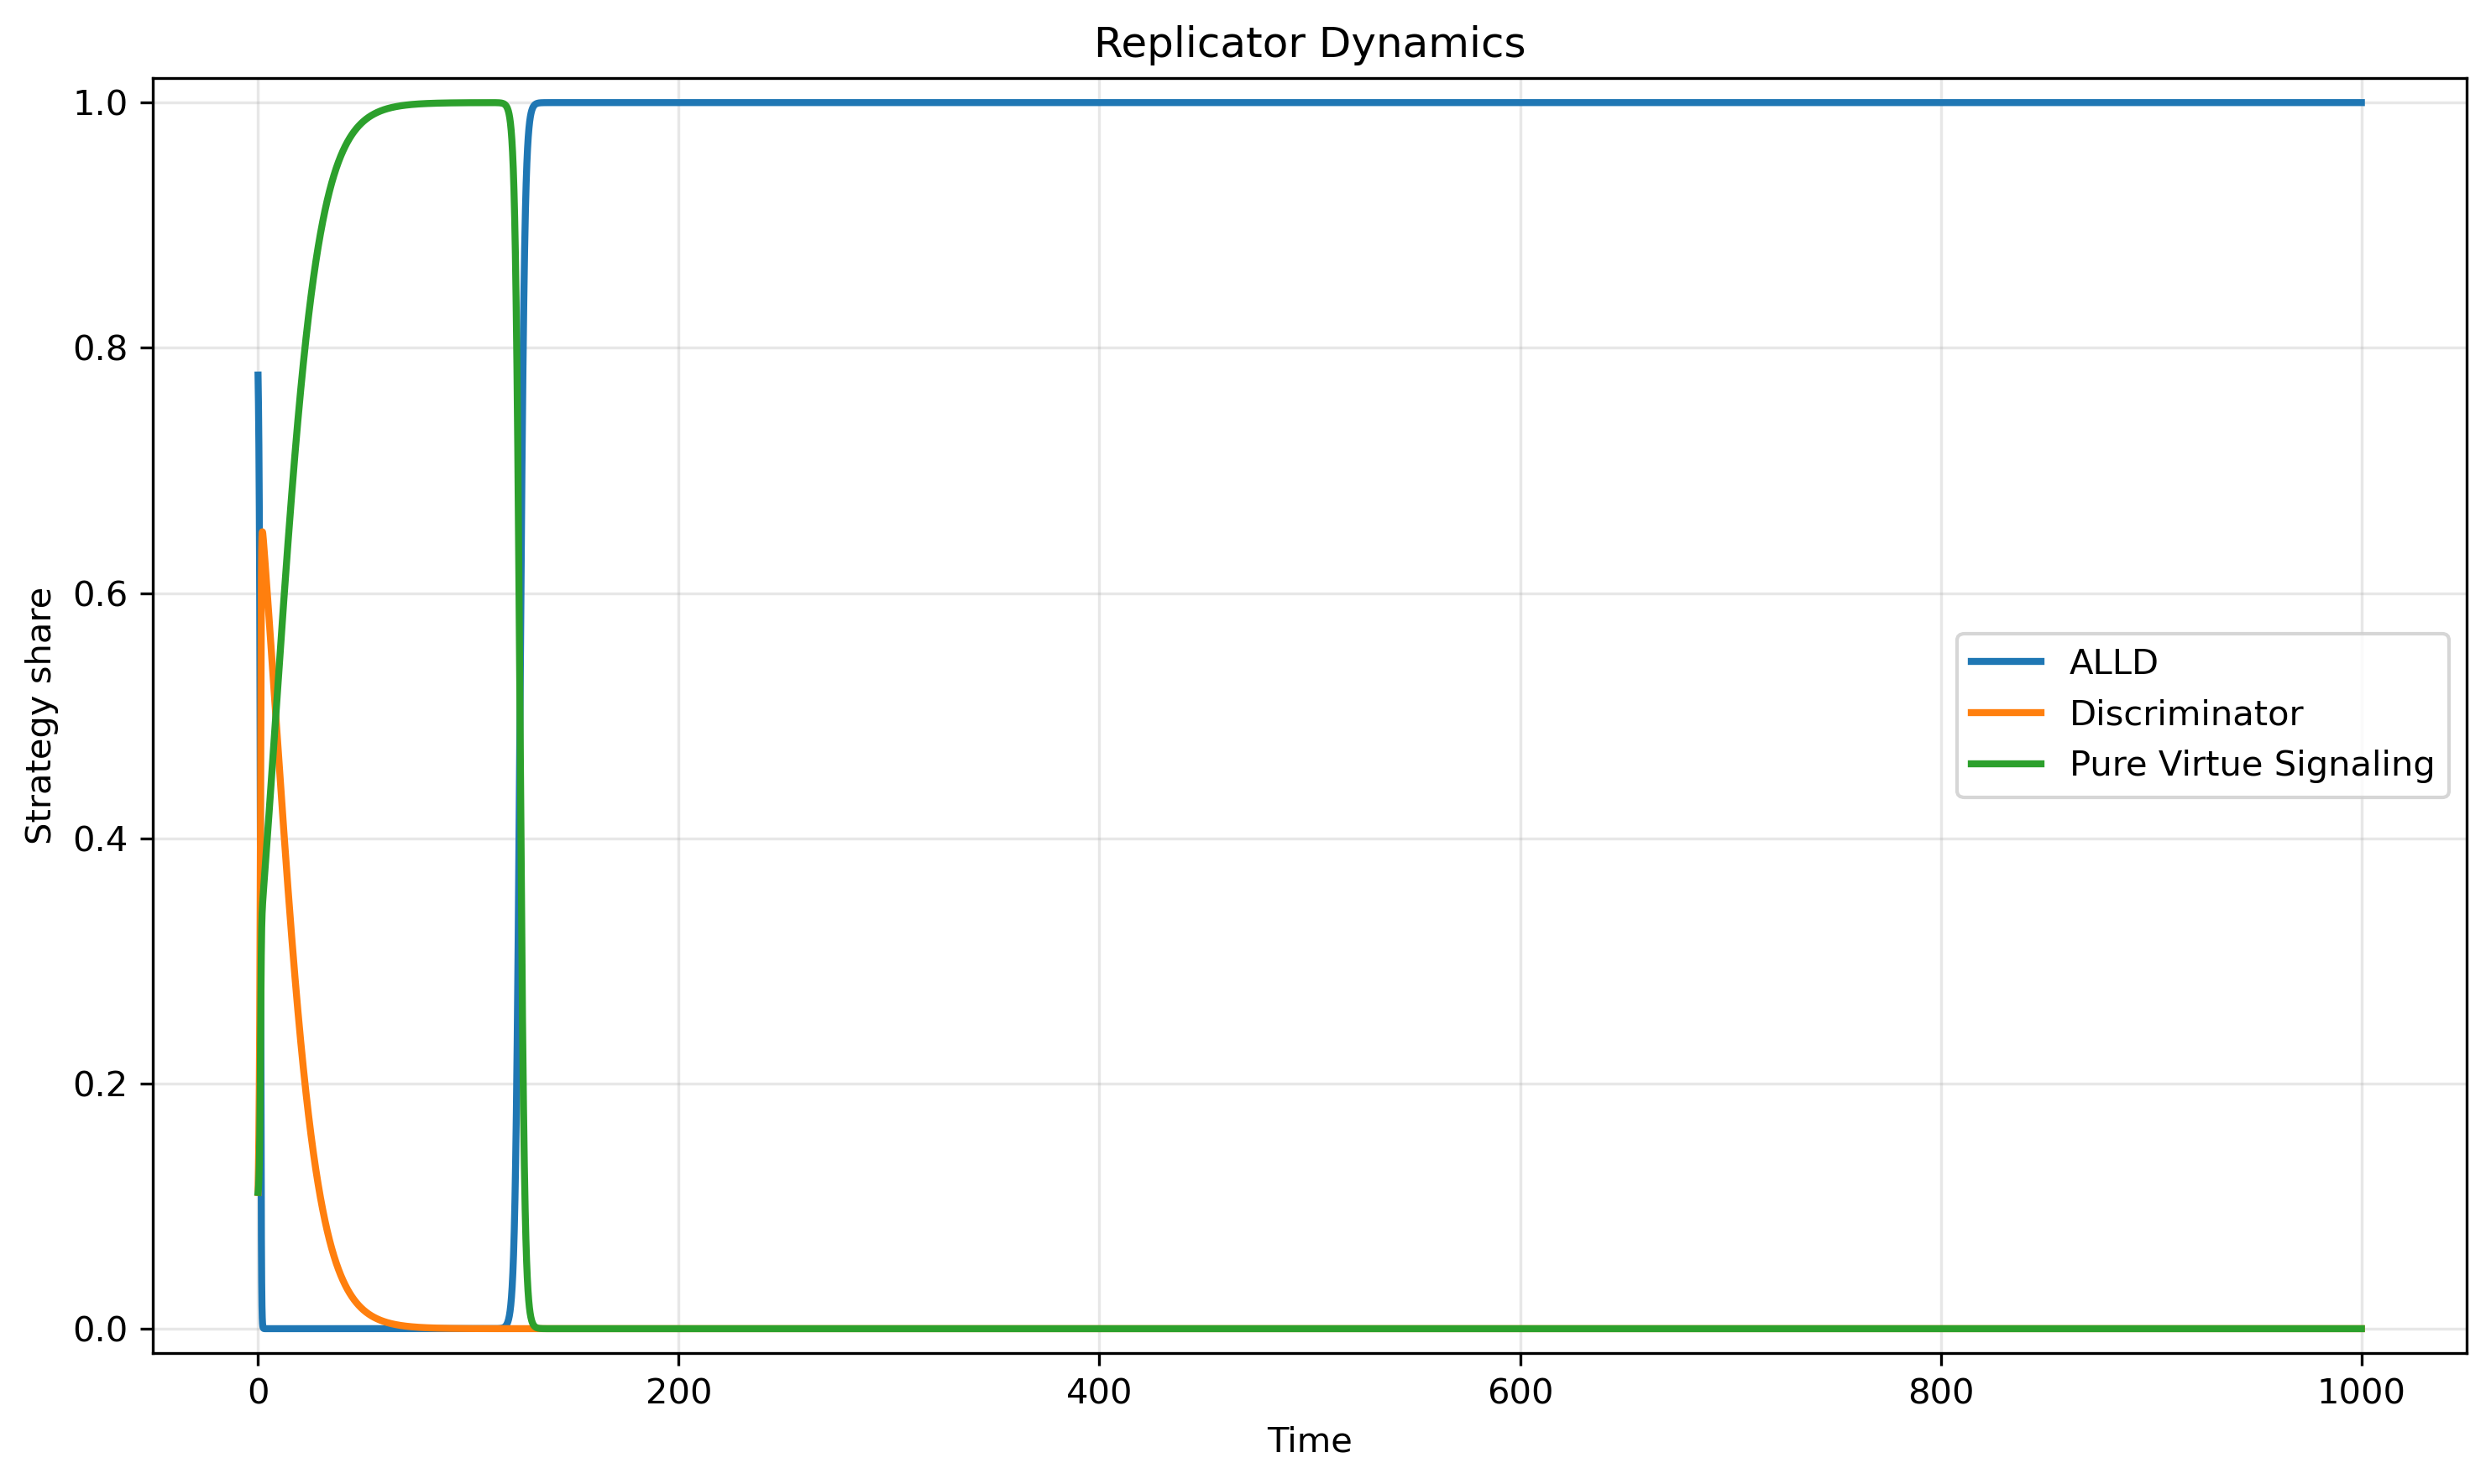 Replicator Dynamics
Strategy share
1.0
0.8
0.6
0.4
0.2
0.0
ALLD
Discriminator
Pure Virtue Signaling
0 200 400 600 800 1000
Time